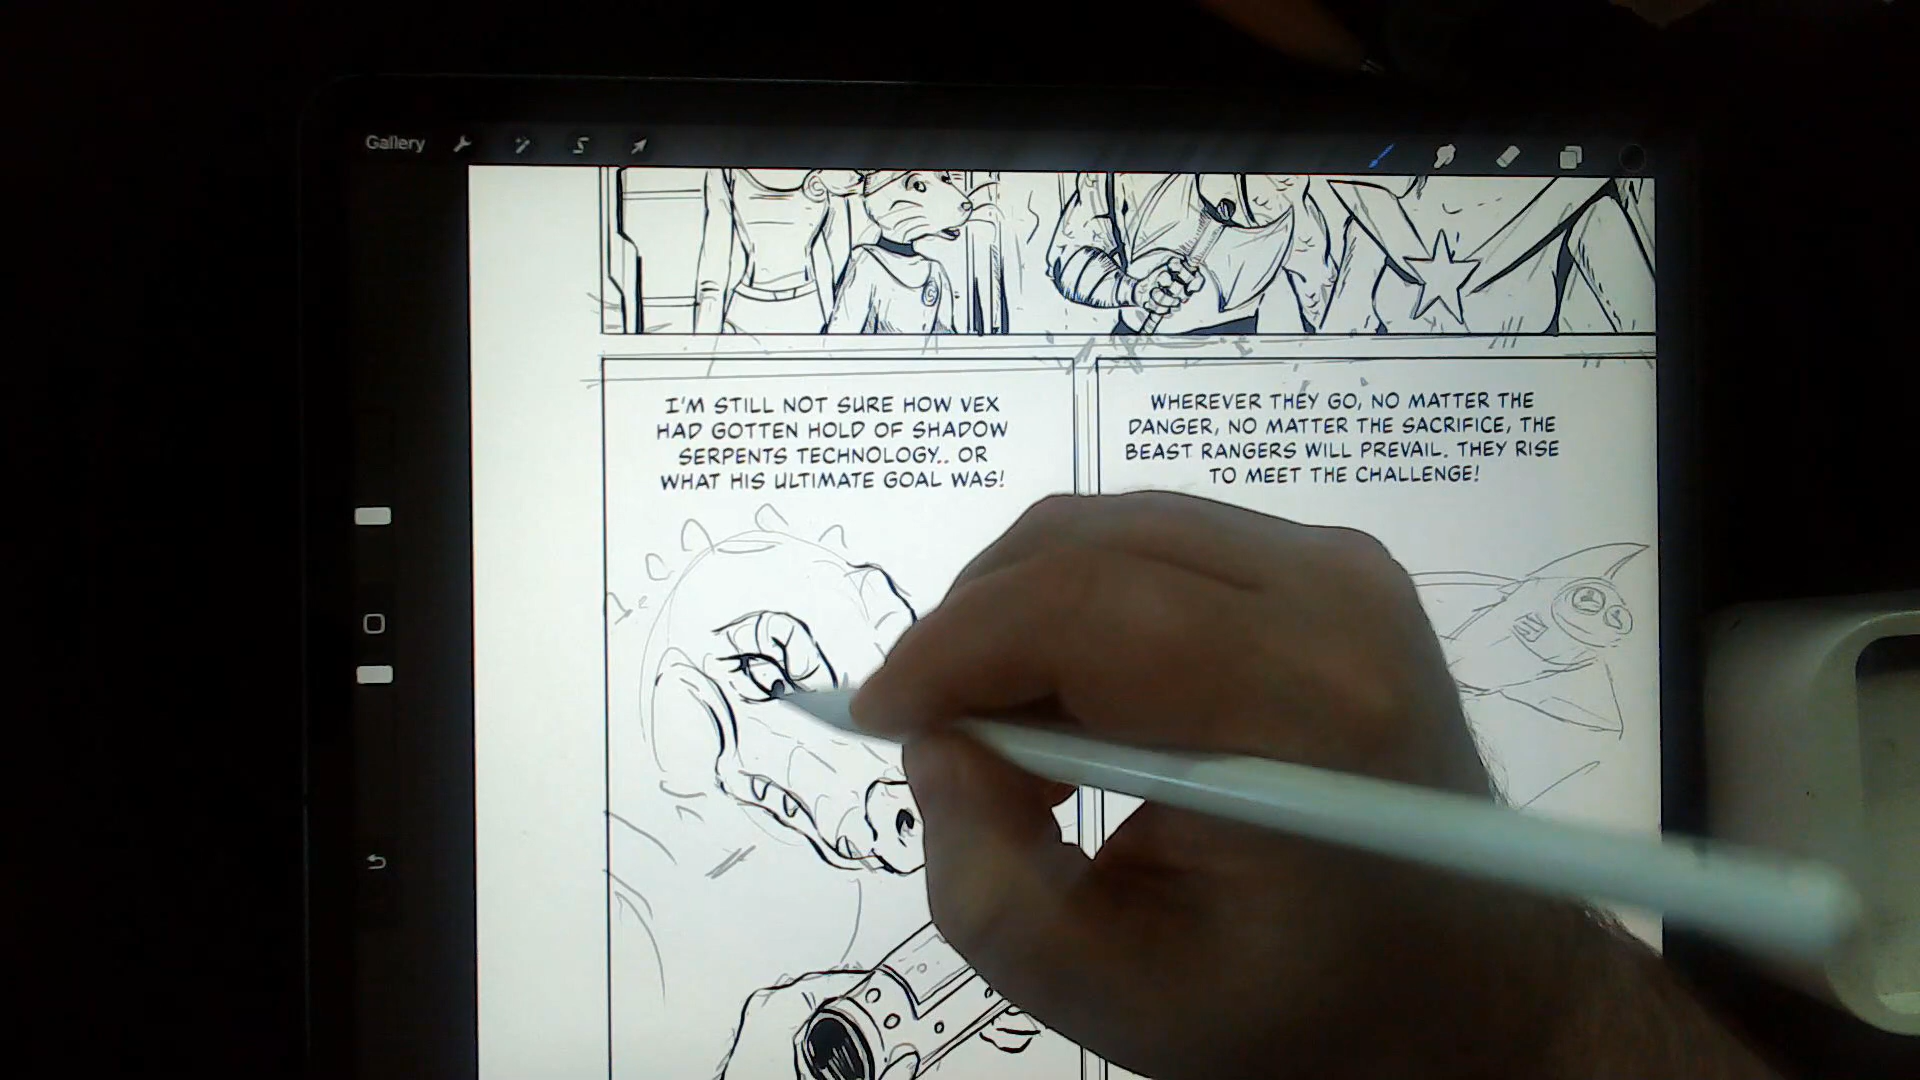 Gallery
I'M STILL NOT SURE HOW VEX
HAD GOTTEN HOLD OF SHADOW
SERPENTS TECHNOLOGY.. OR
WHAT HIS ULTIMATE GOAL WAS!
WHEREVER THEY GO, NO MATTER THE
DANGER, NO MATTER THE SACRIFICE, THE
BEAST RANGERS WILL PREVAIL. THEY RISE
TO MEET THE CHALLENGE!